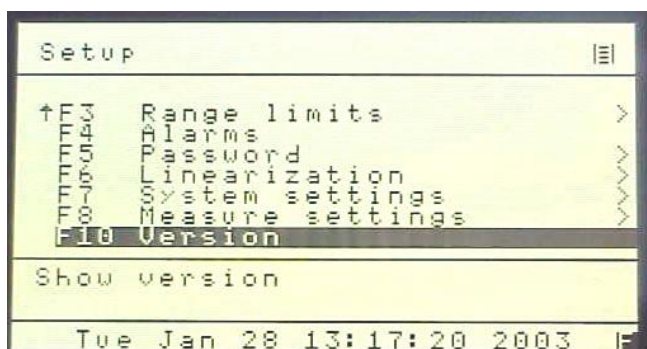 Setup
↑F3 Range limits >
F4 Alarms
F5 Password >
F6 Linearization >
F7 System settings >
F8 Measure settings >
F10 Version
Show version
Tue Jan 28 13:17:20 2003